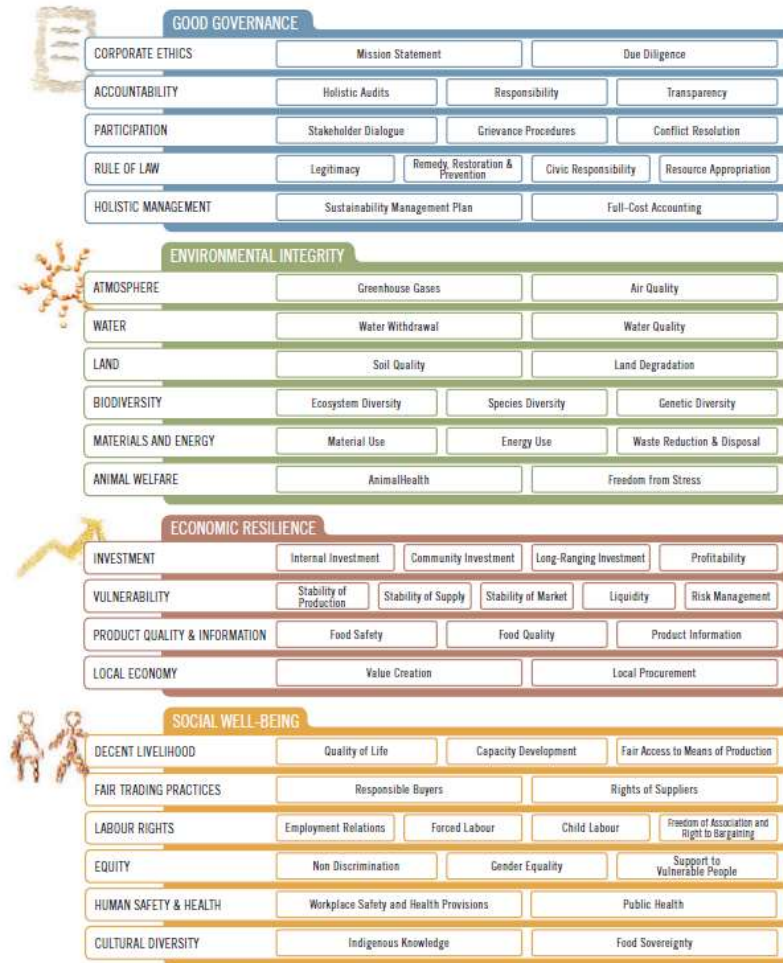 GOOD GOVERNANCE
CORPORATE ETHICS Mission Statement Due Diligence
ACCOUNTABILITY Holistic Audits Responsibility Transparency
PARTICIPATION Stakeholder Dialogue Grievance Procedures Conflict Resolution
RULE OF LAW Legitimacy Remedy, Restoration & Prevention Civic Responsibility Resource Appropriation
HOLISTIC MANAGEMENT Sustainability Management Plan Full-Cost Accounting
ENVIRONMENTAL INTEGRITY
ATMOSPHERE Greenhouse Gases Air Quality
WATER Water Withdrawal Water Quality
LAND Soil Quality Land Degradation
BIODIVERSITY Ecosystem Diversity Species Diversity Genetic Diversity
MATERIALS AND ENERGY Material Use Energy Use Waste Reduction & Disposal
ANIMAL WELFARE AnimalHealth Freedom from Stress
ECONOMIC RESILIENCE
INVESTMENT Internal Investment Community Investment Long-Ranging Investment Profitability
VULNERABILITY Stability of Production Stability of Supply Stability of Market Liquidity Risk Management
PRODUCT QUALITY & INFORMATION Food Safety Food Quality Product Information
LOCAL ECONOMY Value Creation Local Procurement
SOCIAL WELL-BEING
DECENT LIVELIHOOD Quality of Life Capacity Development Fair Access to Means of Production
FAIR TRADING PRACTICES Responsible Buyers Rights of Suppliers
LABOUR RIGHTS Employment Relations Forced Labour Child Labour Freedom of Association and Right to Bargaining
EQUITY Non Discrimination Gender Equality Support to Vulnerable People
HUMAN SAFETY & HEALTH Workplace Safety and Health Provisions Public Health
CULTURAL DIVERSITY Indigenous Knowledge Food Sovereignty